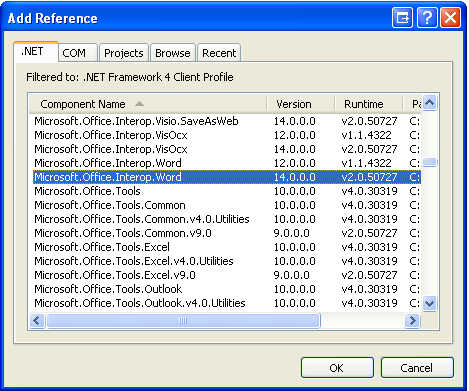 Add Reference
.NET COM Projects Browse Recent
Filtered to: .NET Framework 4 Client Profile
Component Name Version Runtime Pa
Microsoft.Office.Interop.Visio.SaveAsWeb 14.0.0.0 v2.0.50727 C:
Microsoft.Office.Interop.VisOcx 12.0.0.0 v1.1.4322 C:
Microsoft.Office.Interop.VisOcx 14.0.0.0 v2.0.50727 C:
Microsoft.Office.Interop.Word 12.0.0.0 v1.1.4322 C:
Microsoft.Office.Interop.Word 14.0.0.0 v2.0.50727 C:
Microsoft.Office.Tools 10.0.0.0 v4.0.30319 C:
Microsoft.Office.Tools.Common 10.0.0.0 v4.0.30319 C:
Microsoft.Office.Tools.Common.v4.0.Utilities 10.0.0.0 v4.0.30319 C:
Microsoft.Office.Tools.Common.v9.0 9.0.0.0 v2.0.50727 C:
Microsoft.Office.Tools.Excel 10.0.0.0 v4.0.30319 C:
Microsoft.Office.Tools.Excel.v4.0.Utilities 10.0.0.0 v4.0.30319 C:
Microsoft.Office.Tools.Excel.v9.0 9.0.0.0 v2.0.50727 C:
Microsoft.Office.Tools.Outlook 10.0.0.0 v4.0.30319 C:
Microsoft.Office.Tools.Outlook.v4.0.Utilities 10.0.0.0 v4.0.30319 C:
OK Cancel